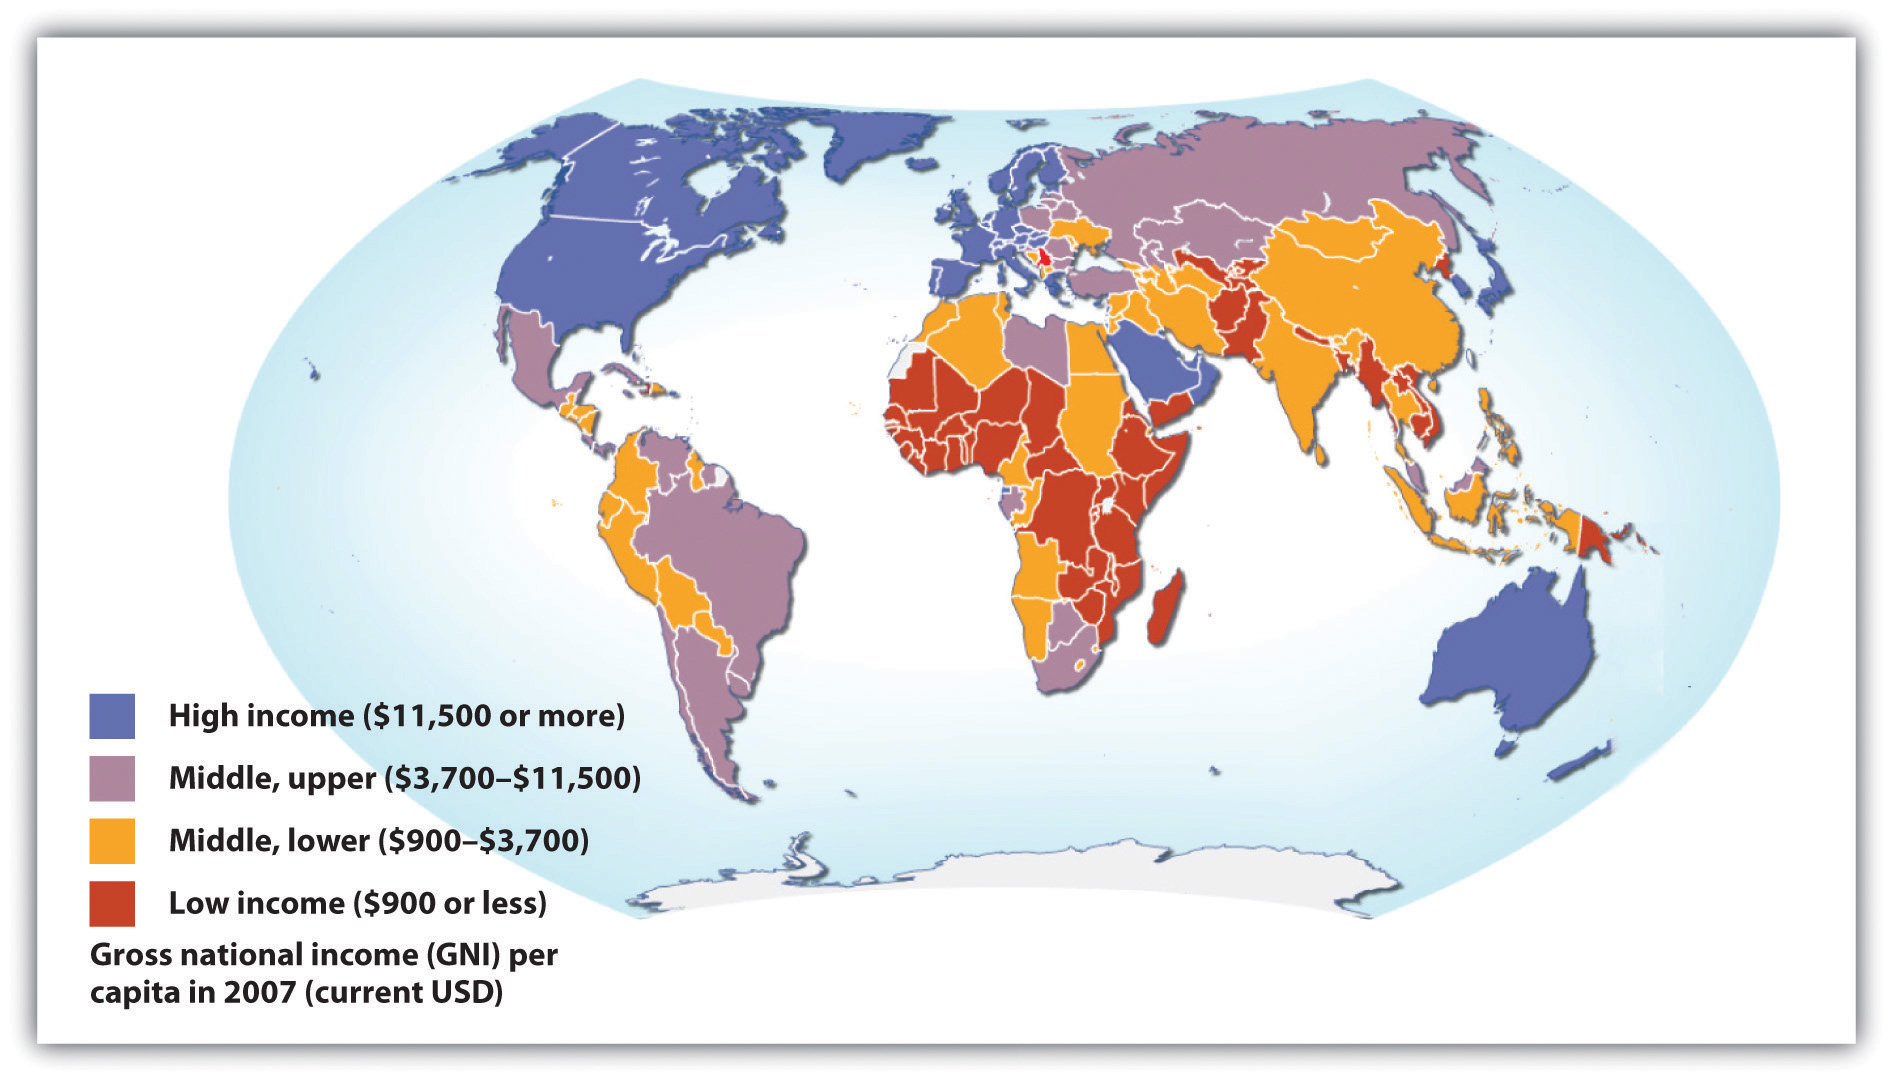 High income ($11,500 or more)
Middle, upper ($3,700–$11,500)
Middle, lower ($900–$3,700)
Low income ($900 or less)
Gross national income (GNI) per
capita in 2007 (current USD)